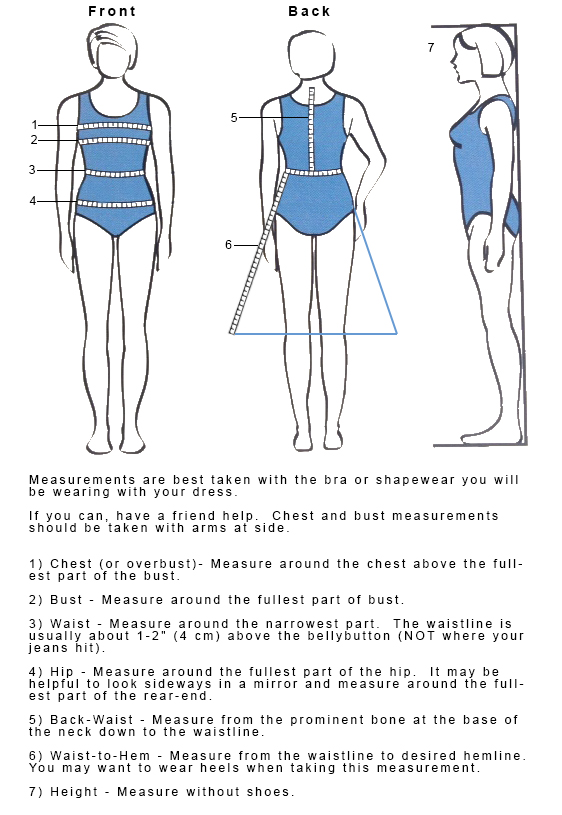 Front
Back
7
1
2
3
4
5
6
Measurements are best taken with the bra or shapewear you will
be wearing with your dress.
If you can, have a friend help.  Chest and bust measurements
should be taken with arms at side.
1) Chest (or overbust)- Measure around the chest above the full-
est part of the bust.
2) Bust - Measure around the fullest part of bust.
3) Waist - Measure around the narrowest part.  The waistline is
usually about 1-2" (4 cm) above the bellybutton (NOT where your
jeans hit).
4) Hip - Measure around the fullest part of the hip.  It may be
helpful to look sideways in a mirror and measure around the full-
est part of the rear-end.
5) Back-Waist - Measure from the prominent bone at the base of
the neck down to the waistline.
6) Waist-to-Hem - Measure from the waistline to desired hemline.
You may want to wear heels when taking this measurement.
7) Height - Measure without shoes.